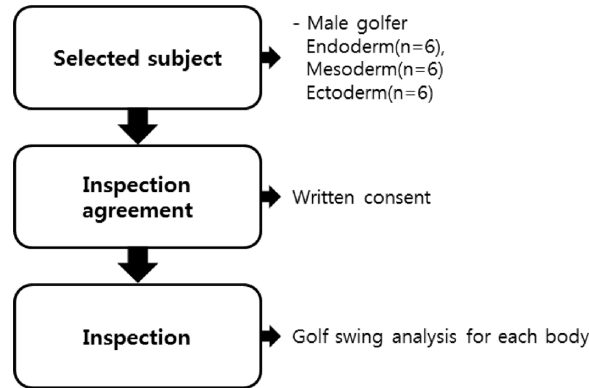 Selected subject
- Male golfer
Endoderm(n=6),
Mesoderm(n=6)
Ectoderm(n=6)
Inspection
agreement
Written consent
Inspection
Golf swing analysis for each body